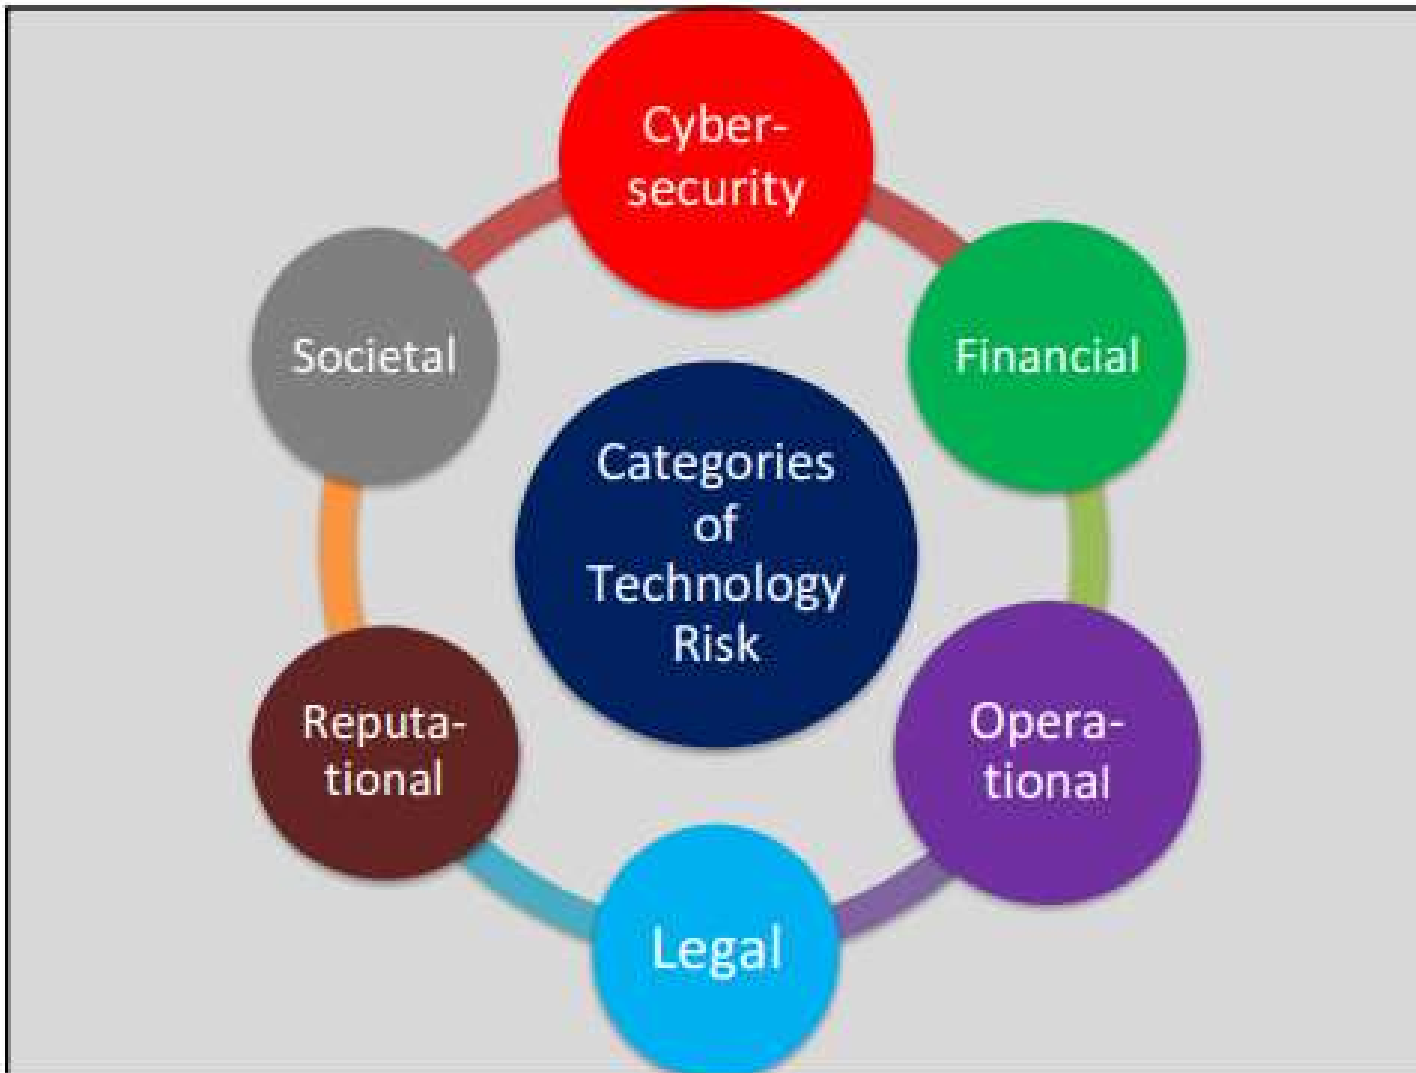 Cyber-
security
Financial
Opera-
tional
Legal
Reputa-
tional
Societal
Categories
of
Technology
Risk